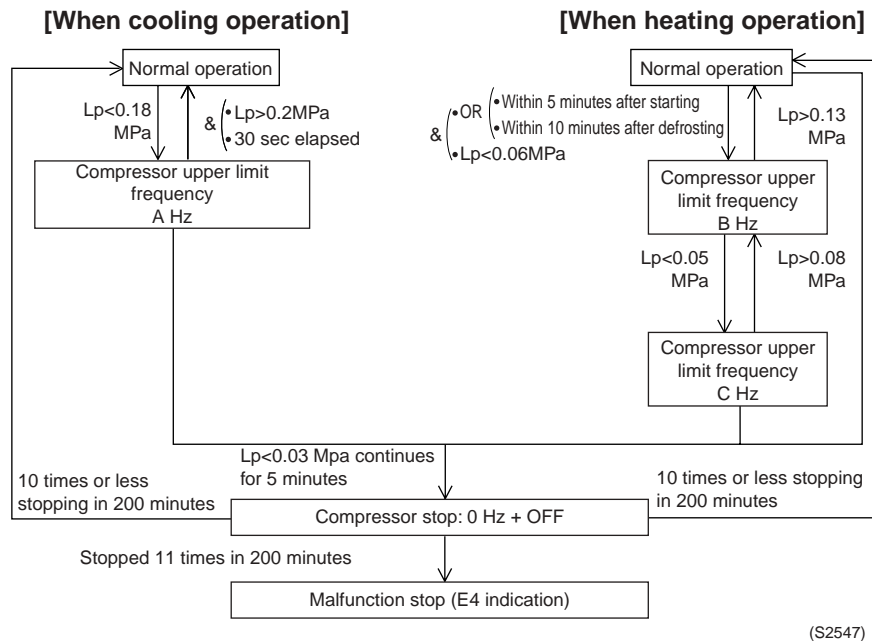 [When cooling operation]
[When heating operation]
Normal operation
Normal operation
Lp<0.18
MPa
&
•Lp>0.2MPa
•30 sec elapsed
&
•OR
•Within 5 minutes after starting
•Within 10 minutes after defrosting
•Lp<0.06MPa
Lp>0.13
MPa
Compressor upper limit
frequency
A Hz
Compressor upper
limit frequency
B Hz
Lp<0.05
MPa
Lp>0.08
MPa
Compressor upper
limit frequency
C Hz
Lp<0.03 Mpa continues
for 5 minutes
10 times or less
stopping in 200 minutes
10 times or less stopping
in 200 minutes
Compressor stop: 0 Hz + OFF
Stopped 11 times in 200 minutes
Malfunction stop (E4 indication)
(S2547)